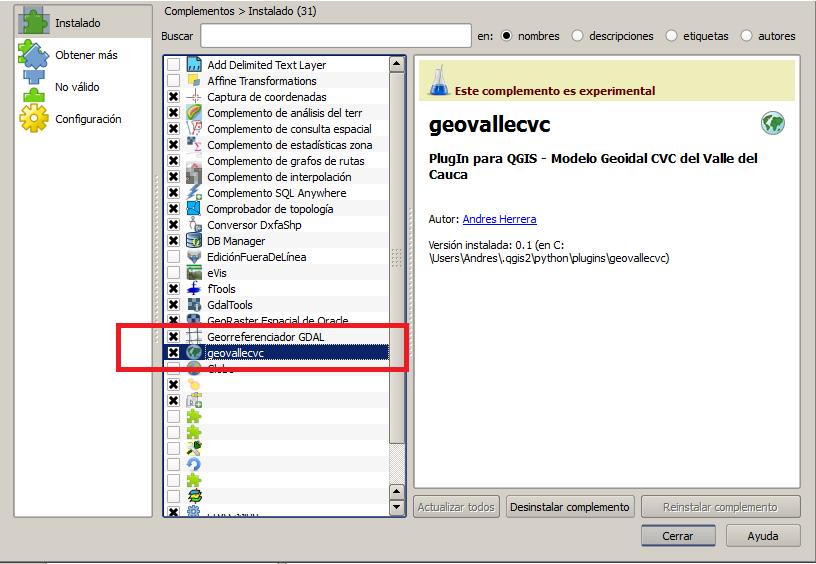 Instalado
Obtener más
No válido
Configuración
Complementos > Instalado (31)
Buscar
en: nombres descripciones etiquetas autores
Add Delimited Text Layer
Affine Transformations
Captura de coordenadas
Complemento de análisis del terr
Complemento de consulta espacial
Complemento de estadísticas zona
Complemento de grafos de rutas
Complemento de interpolación
Complemento SQL Anywhere
Comprobador de topología
Conversor DxfaShp
DB Manager
EdiciónFueraDeLínea
eVis
fTools
GdalTools
GeoRaster Espacial de Oracle
Georreferenciador GDAL
geovallecvc
Este complemento es experimental
geovallecvc
PlugIn para QGIS - Modelo Geoidal CVC del Valle del
Cauca
Autor: Andres Herrera
Versión instalada: 0.1 (en C:
\Users\Andres\.qgis2\python\plugins\geovallecvc)
Actualizar todos
Desinstalar complemento
Reinstalar complemento
Cerrar
Ayuda